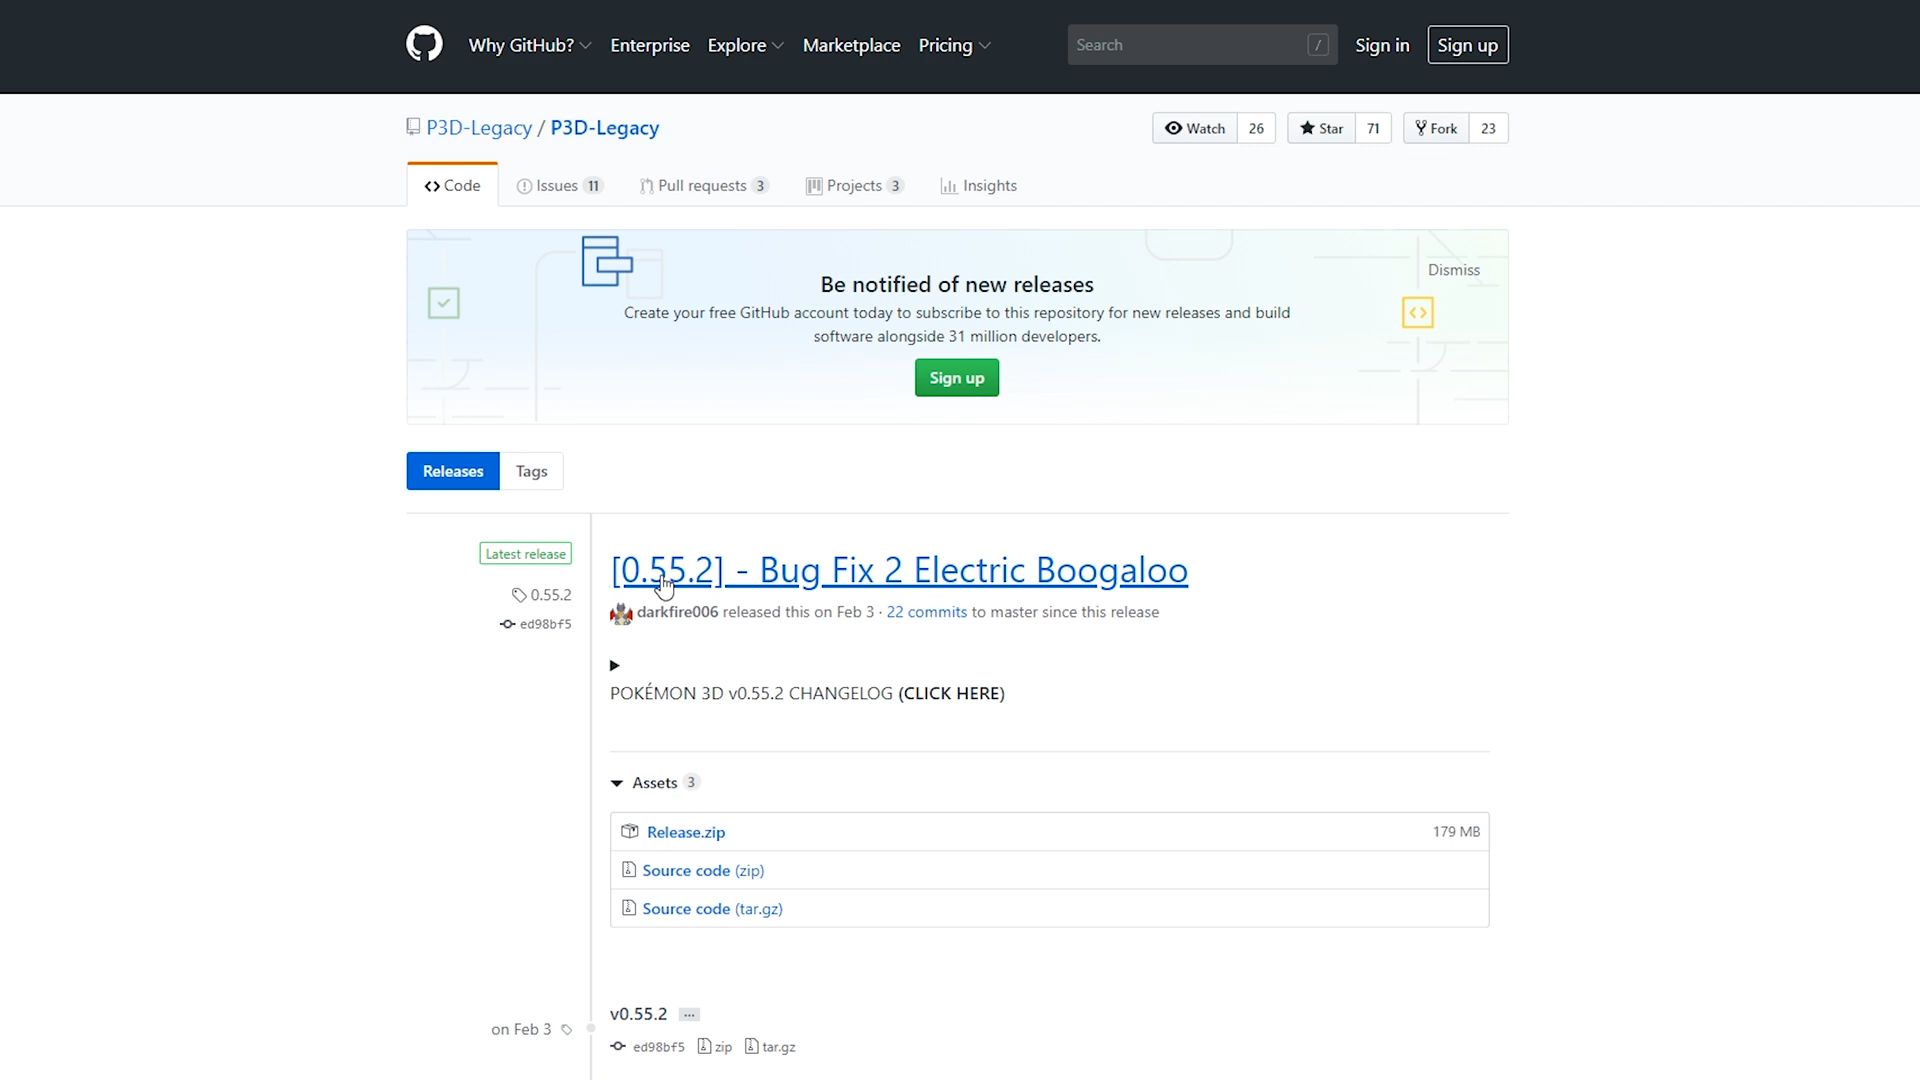 Why GitHub? Enterprise Explore Marketplace Pricing Search / Sign in Sign up
P3D-Legacy / P3D-Legacy Watch 26 Star 71 Fork 23
Code Issues 11 Pull requests 3 Projects 3 Insights
Be notified of new releases Dismiss
Create your free GitHub account today to subscribe to this repository for new releases and build
software alongside 31 million developers.
Sign up
Releases Tags
Latest release
0.55.2
ed98bf5
[0.55.2] - Bug Fix 2 Electric Boogaloo
darkfire006 released this on Feb 3 · 22 commits to master since this release
POKÉMON 3D v0.55.2 CHANGELOG (CLICK HERE)
Assets 3
Release.zip 179 MB
Source code (zip)
Source code (tar.gz)
on Feb 3
v0.55.2 ...
ed98bf5 zip tar.gz